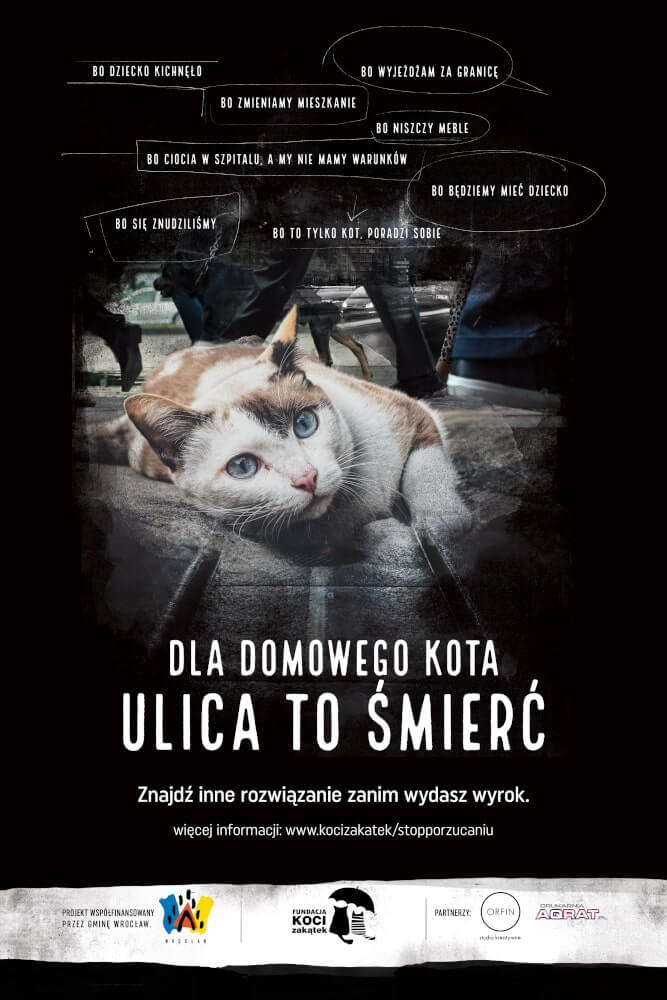 BO DZIECKO KICHNĘŁO
BO WYJEŻDŻAM ZA GRANICĘ
BO ZMIENIAMY MIESZKANIE
BO NISZCZY MEBLE
BO CIOCIA W SZPITALU, A MY NIE MAMY WARUNKÓW
BO BĘDZIEMY MIEĆ DZIECKO
BO SIĘ ZNUDZILIŚMY
BO TO TYLKO KOT, PORADZI SOBIE
DLA DOMOWEGO KOTA
ULICA TO ŚMIERĆ
Znajdź inne rozwiązanie zanim wydasz wyrok.
więcej informacji: www.kocizakatek/stopporzucaniu
PROJEKT WSPÓŁFINANSOWANY
PRZEZ GMINĘ WROCŁAW.
WROCŁAW
FUNDACJA
KOCI
zakątek
PARTNERZY:
ORFIN
studio kreatywne
DRUKARNIA
AQRAT.PL